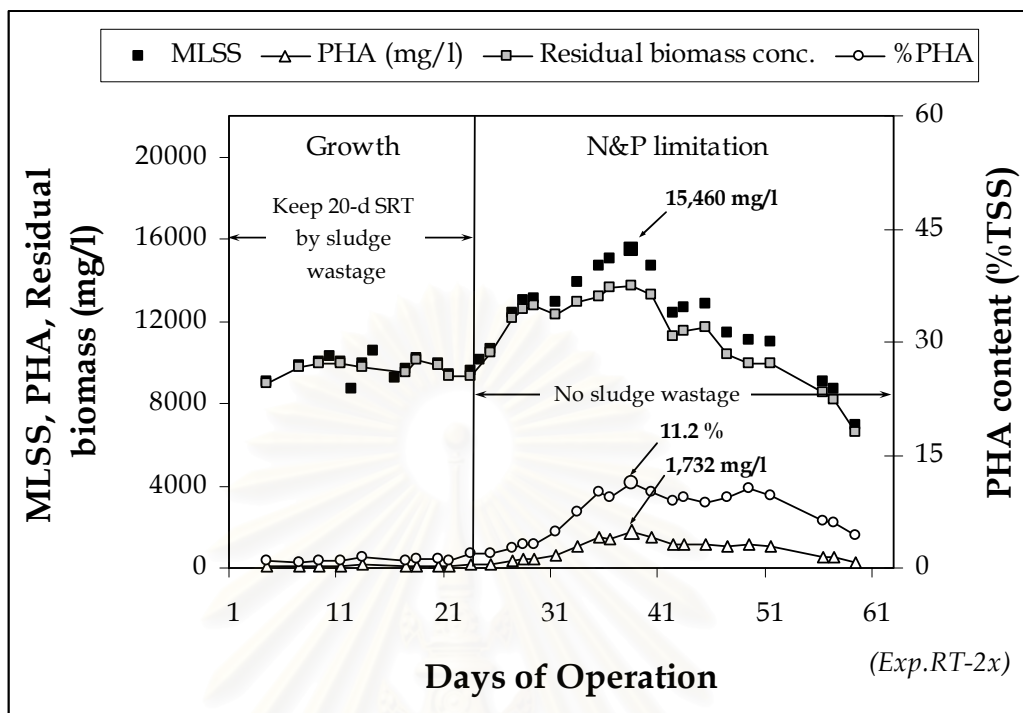 MLSS PHA (mg/l) Residual biomass conc. %PHA
MLSS, PHA, Residual
biomass (mg/l)
20000
16000
12000
8000
4000
0
Growth
Keep 20-d SRT
by sludge
wastage
N&P limitation
15,460 mg/l
No sludge wastage
11.2 %
1,732 mg/l
60
45
30
15
0
PHA content (%TSS)
1 11 21 31 41 51 61
Days of Operation
(Exp.RT-2x)